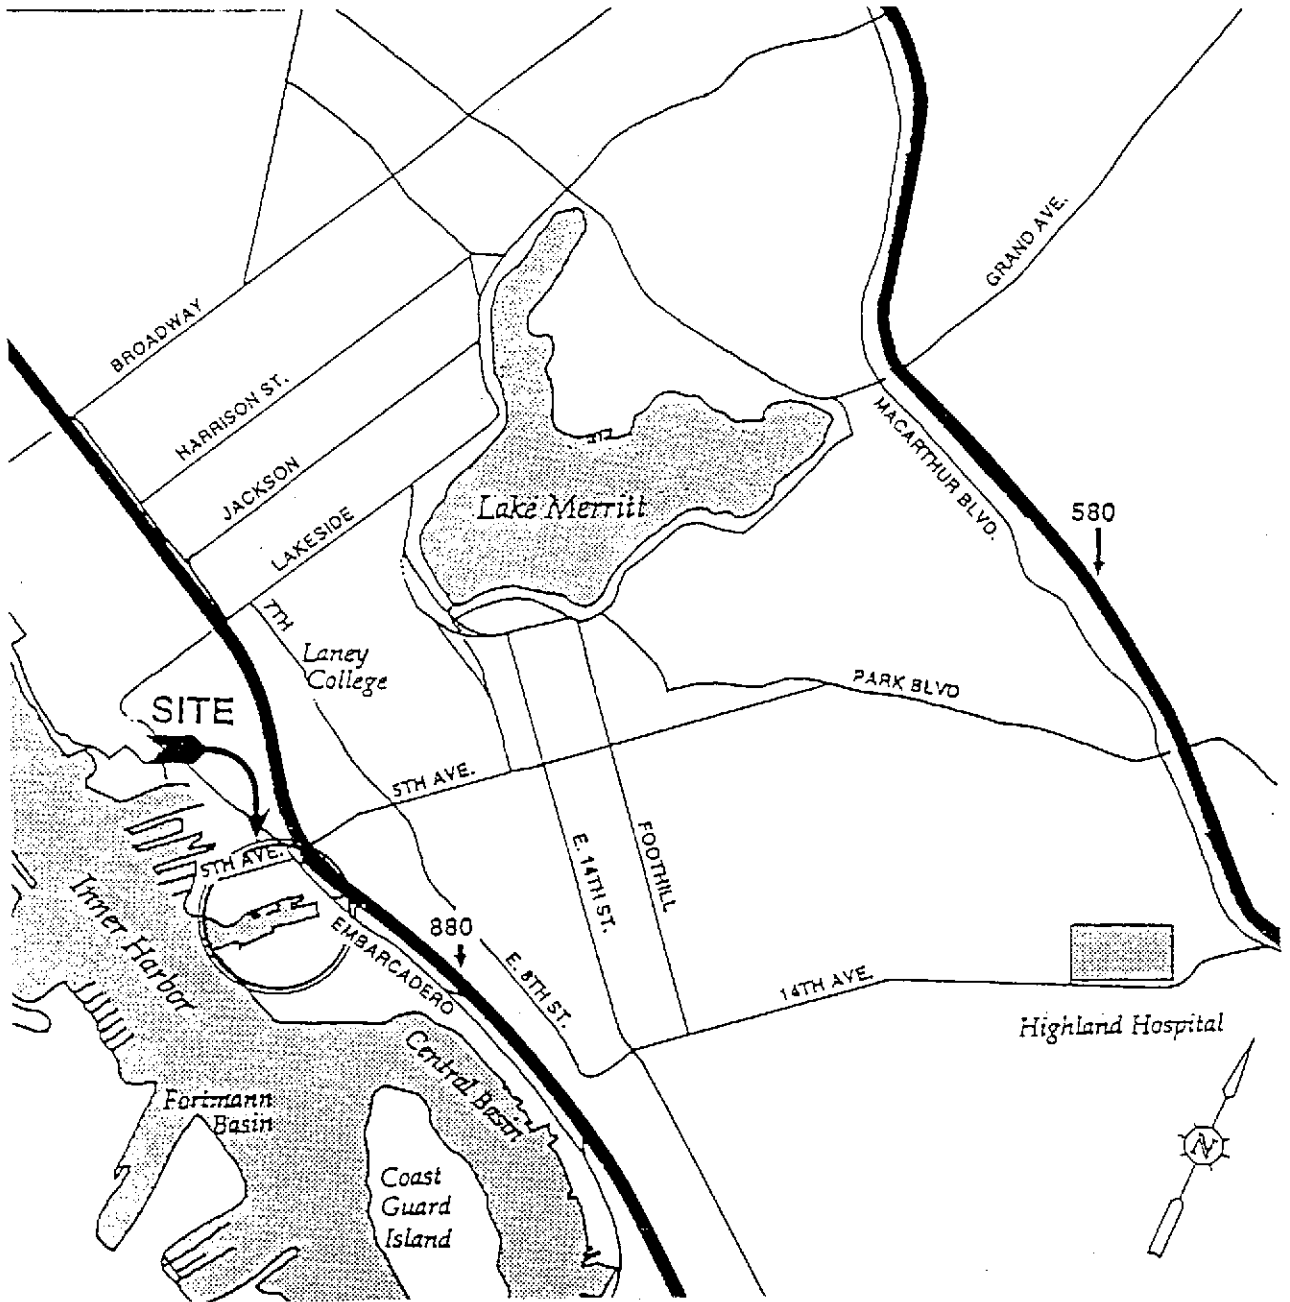 GRAND AVE.
BROADWAY
HARRISON ST.
MACARTHUR BLVD.
JACKSON
Lake Merritt
580
LAKESIDE
7TH
Laney
College
PARK BLVD
SITE
5TH AVE.
FOOTHILL
E. 14TH ST.
5TH AVE.
Inner Harbor
880
EMBARCADERO
E. 8TH ST.
14TH AVE.
Highland Hospital
Central Basin
Fortmann
Basin
N
Coast
Guard
Island